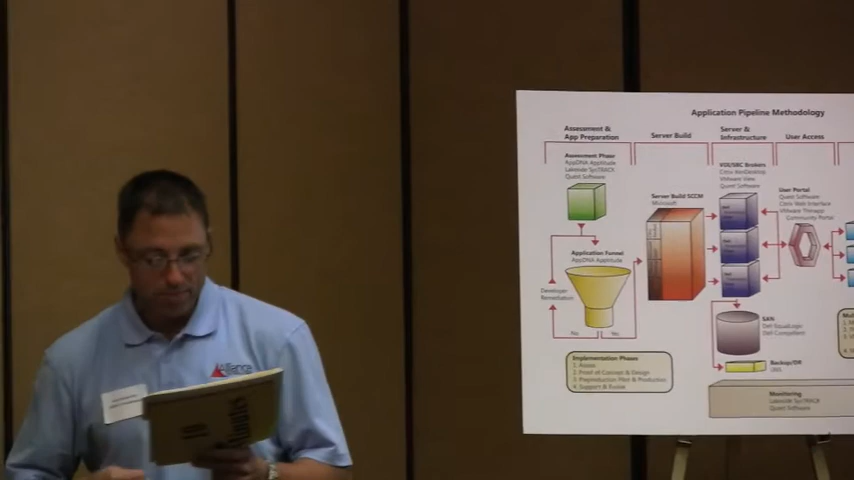 Application Pipeline Methodology
Assessment &
App Preparation
Server Build
Server &
Infrastructure
User Access
Assessment Phase
AppDNA Apptitude
Lakeside SysTRACK
Quest Software
VDI/SBC Brokers
Citrix XenDesktop
VMware View
Quest Software
Server Build SCCM
Microsoft
User Portal
Quest Software
Citrix Web Interface
VMware Thinapp
Community Portal
Application Funnel
AppDNA Apptitude
Developer
Remediation
No
Yes
SAN
Dell EqualLogic
Dell Compellent
Backup/DR
Implementation Phases
1. Assess
2. Proof of Concept & Design
3. Preproduction Pilot & Production
4. Support & Evolve
Monitoring
Lakeside SysTRACK
Quest Software
Alliance